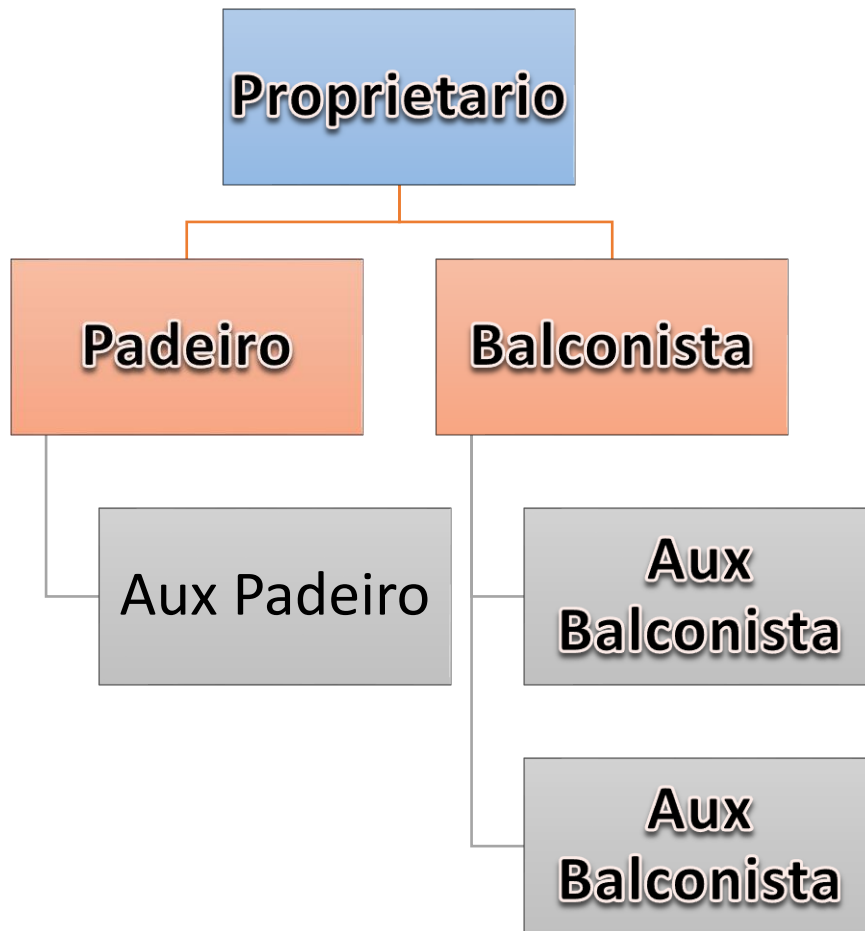 Proprietario
Padeiro
Balconista
Aux Padeiro
Aux
Balconista
Aux
Balconista